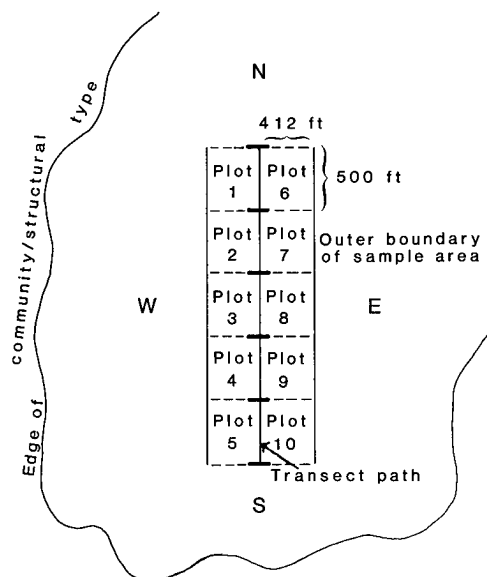 N
412 ft
500 ft
Plot Plot
1 6
Plot Plot
2 7
Outer boundary
of sample area
W
Plot Plot
3 8
E
Plot Plot
4 9
Plot Plot
5 10
Transect path
S
Edge of community/structural type